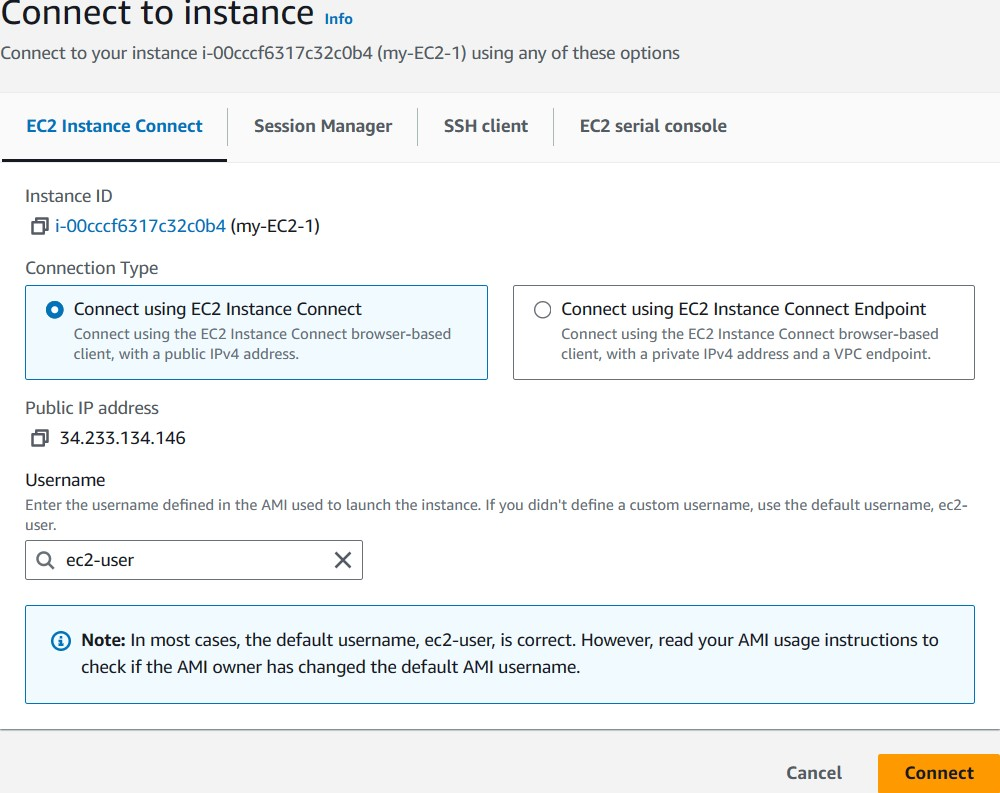 Connect to instance Info
Connect to your instance i-00cccf6317c32c0b4 (my-EC2-1) using any of these options
EC2 Instance Connect
Session Manager
SSH client
EC2 serial console
Instance ID
i-00cccf6317c32c0b4 (my-EC2-1)
Connection Type
Connect using EC2 Instance Connect
Connect using the EC2 Instance Connect browser-based
client, with a public IPv4 address.
Connect using EC2 Instance Connect Endpoint
Connect using the EC2 Instance Connect browser-based
client, with a private IPv4 address and a VPC endpoint.
Public IP address
34.233.134.146
Username
Enter the username defined in the AMI used to launch the instance. If you didn't define a custom username, use the default username, ec2-
user.
ec2-user
Note: In most cases, the default username, ec2-user, is correct. However, read your AMI usage instructions to
check if the AMI owner has changed the default AMI username.
Cancel
Connect